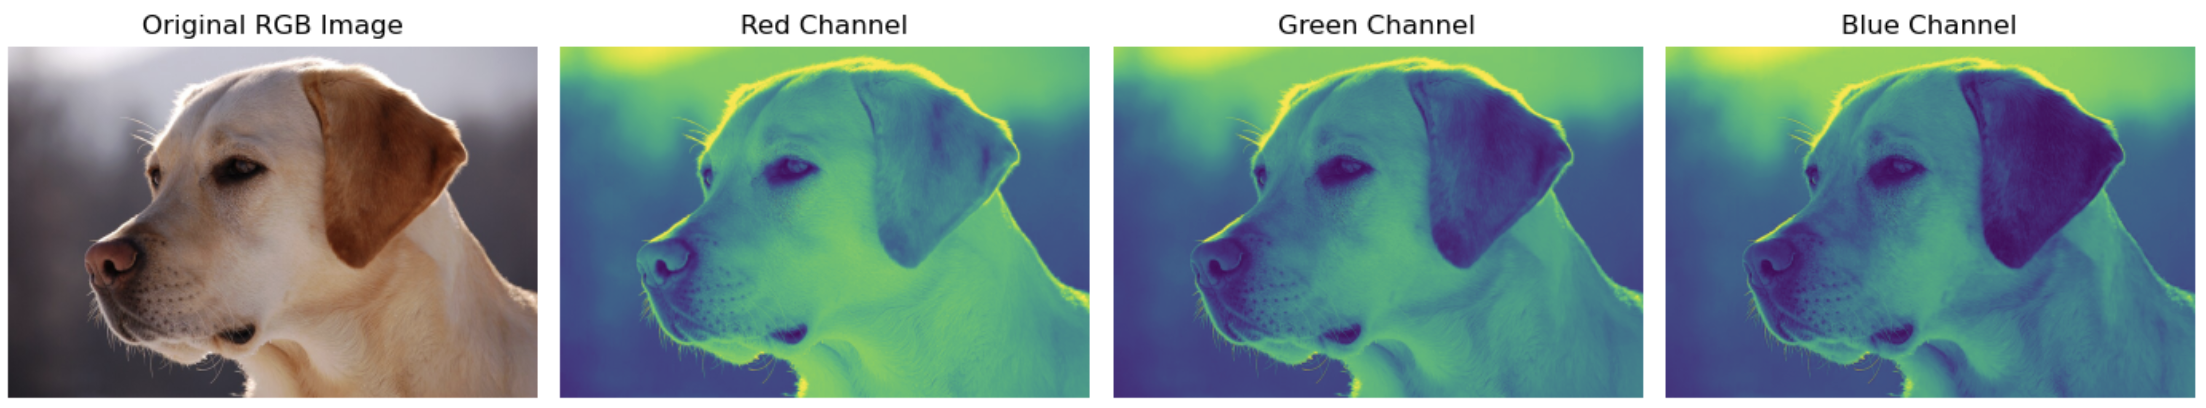 Original RGB Image
Red Channel
Green Channel
Blue Channel